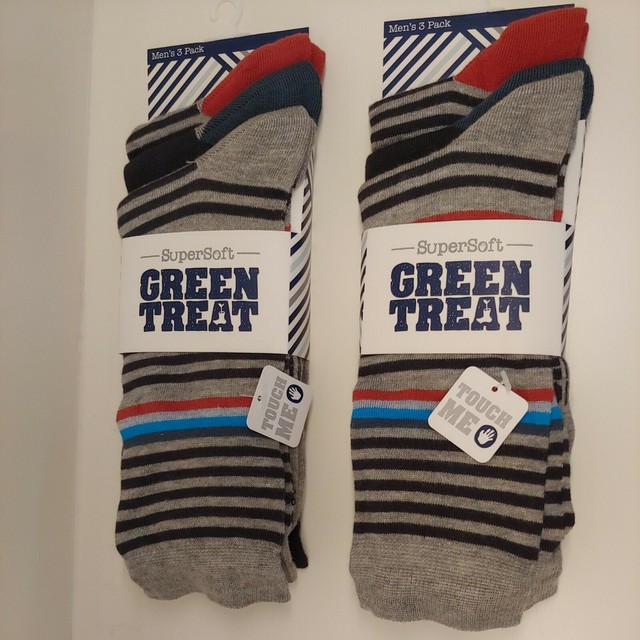 Men's 3 Pack
SuperSoft
GREEN
TREAT
TOUCH
ME
Men's 3 Pack
SuperSoft
GREEN
TREAT
TOUCH
ME